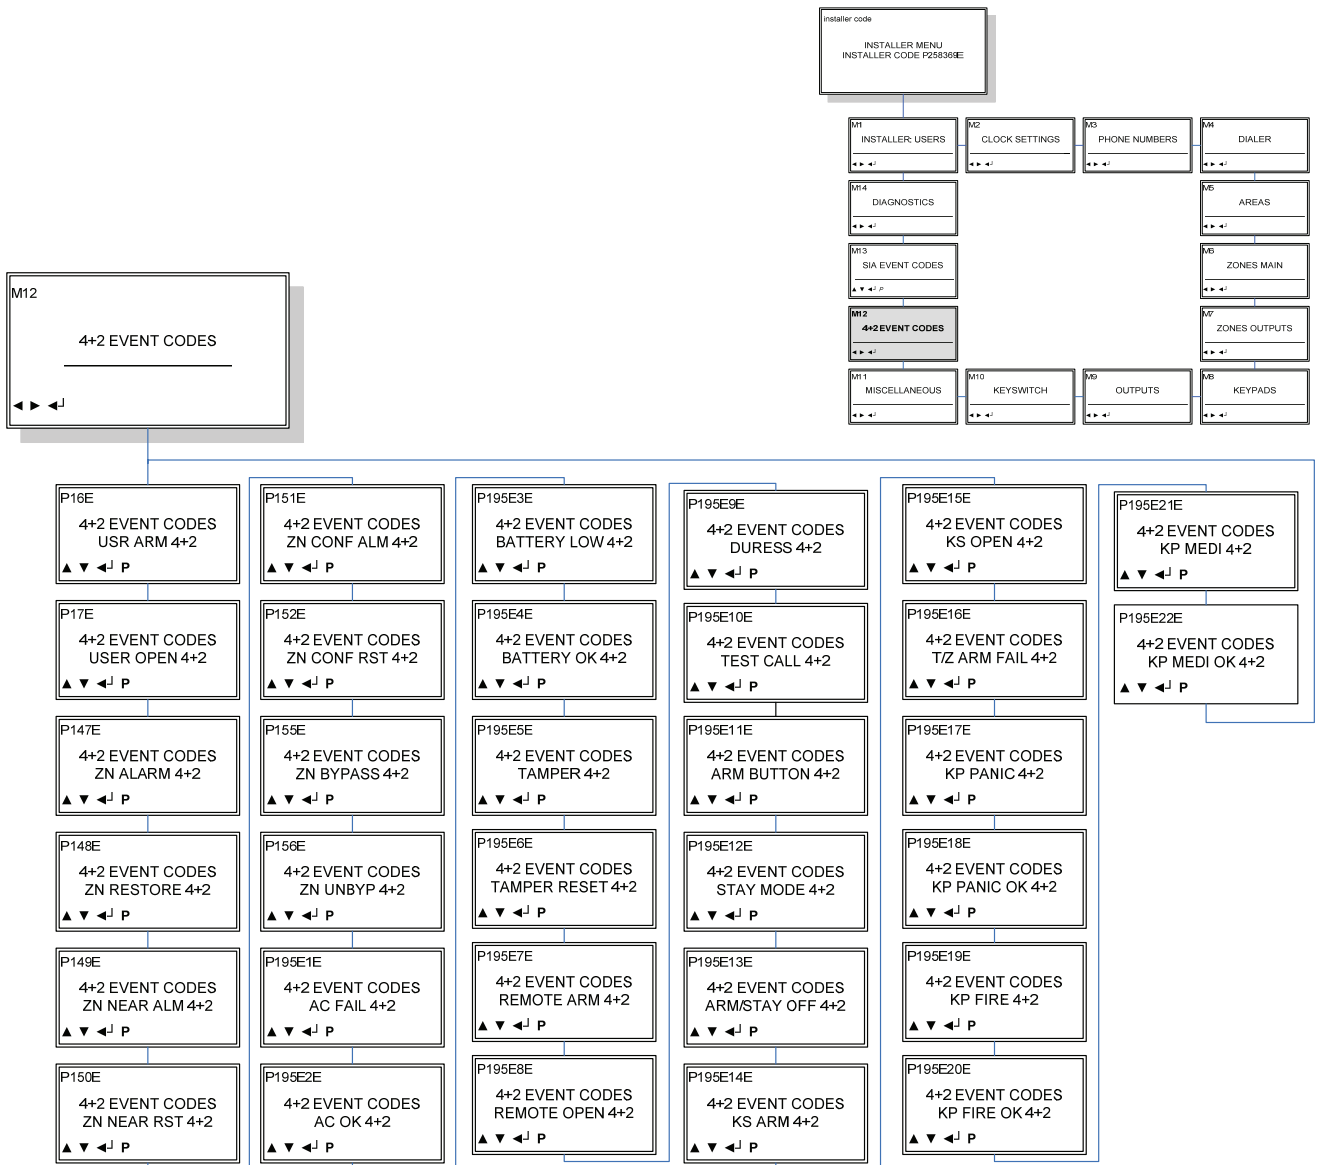 installer code
INSTALLER MENU
INSTALLER CODE P258369E
M1
INSTALLER: USERS
◄ ► ◄┘
M2
CLOCK SETTINGS
◄ ► ◄┘
M3
PHONE NUMBERS
◄ ► ◄┘
M4
DIALER
◄ ► ◄┘
M14
DIAGNOSTICS
◄ ► ◄┘
M5
AREAS
◄ ► ◄┘
M13
SIA EVENT CODES
▲ ▼ ◄┘ P
M6
ZONES MAIN
◄ ► ◄┘
M12
4+2 EVENT CODES
◄ ► ◄┘
M7
ZONES OUTPUTS
◄ ► ◄┘
M11
MISCELLANEOUS
◄ ► ◄┘
M10
KEYSWITCH
◄ ► ◄┘
M9
OUTPUTS
◄ ► ◄┘
M8
KEYPADS
◄ ► ◄┘
M12
4+2 EVENT CODES
◄ ► ◄┘
P16E
4+2 EVENT CODES
USR ARM 4+2
▲ ▼ ◄┘ P
P17E
4+2 EVENT CODES
USER OPEN 4+2
▲ ▼ ◄┘ P
P147E
4+2 EVENT CODES
ZN ALARM 4+2
▲ ▼ ◄┘ P
P148E
4+2 EVENT CODES
ZN RESTORE 4+2
▲ ▼ ◄┘ P
P149E
4+2 EVENT CODES
ZN NEAR ALM 4+2
▲ ▼ ◄┘ P
P150E
4+2 EVENT CODES
ZN NEAR RST 4+2
▲ ▼ ◄┘ P
P151E
4+2 EVENT CODES
ZN CONF ALM 4+2
▲ ▼ ◄┘ P
P152E
4+2 EVENT CODES
ZN CONF RST 4+2
▲ ▼ ◄┘ P
P155E
4+2 EVENT CODES
ZN BYPASS 4+2
▲ ▼ ◄┘ P
P156E
4+2 EVENT CODES
ZN UNBYP 4+2
▲ ▼ ◄┘ P
P195E1E
4+2 EVENT CODES
AC FAIL 4+2
▲ ▼ ◄┘ P
P195E2E
4+2 EVENT CODES
AC OK 4+2
▲ ▼ ◄┘ P
P195E3E
4+2 EVENT CODES
BATTERY LOW 4+2
▲ ▼ ◄┘ P
P195E4E
4+2 EVENT CODES
BATTERY OK 4+2
▲ ▼ ◄┘ P
P195E5E
4+2 EVENT CODES
TAMPER 4+2
▲ ▼ ◄┘ P
P195E6E
4+2 EVENT CODES
TAMPER RESET 4+2
▲ ▼ ◄┘ P
P195E7E
4+2 EVENT CODES
REMOTE ARM 4+2
▲ ▼ ◄┘ P
P195E8E
4+2 EVENT CODES
REMOTE OPEN 4+2
▲ ▼ ◄┘ P
P195E9E
4+2 EVENT CODES
DURESS 4+2
▲ ▼ ◄┘ P
P195E10E
4+2 EVENT CODES
TEST CALL 4+2
▲ ▼ ◄┘ P
P195E11E
4+2 EVENT CODES
ARM BUTTON 4+2
▲ ▼ ◄┘ P
P195E12E
4+2 EVENT CODES
STAY MODE 4+2
▲ ▼ ◄┘ P
P195E13E
4+2 EVENT CODES
ARM/STAY OFF 4+2
▲ ▼ ◄┘ P
P195E14E
4+2 EVENT CODES
KS ARM 4+2
▲ ▼ ◄┘ P
P195E15E
4+2 EVENT CODES
KS OPEN 4+2
▲ ▼ ◄┘ P
P195E16E
4+2 EVENT CODES
T/Z ARM FAIL 4+2
▲ ▼ ◄┘ P
P195E17E
4+2 EVENT CODES
KP PANIC 4+2
▲ ▼ ◄┘ P
P195E18E
4+2 EVENT CODES
KP PANIC OK 4+2
▲ ▼ ◄┘ P
P195E19E
4+2 EVENT CODES
KP FIRE 4+2
▲ ▼ ◄┘ P
P195E20E
4+2 EVENT CODES
KP FIRE OK 4+2
▲ ▼ ◄┘ P
P195E21E
4+2 EVENT CODES
KP MEDI 4+2
▲ ▼ ◄┘ P
P195E22E
4+2 EVENT CODES
KP MEDI OK 4+2
▲ ▼ ◄┘ P